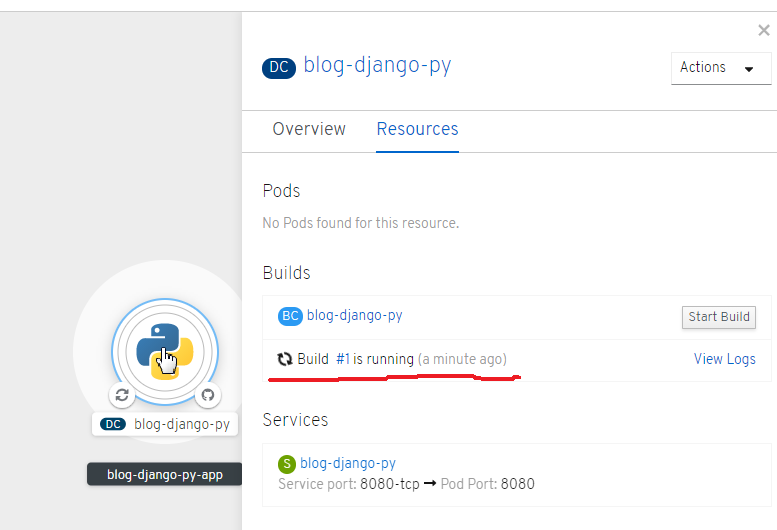 DC blog-django-py
Actions
Overview Resources
Pods
No Pods found for this resource.
Builds
BC blog-django-py
Start Build
Build #1 is running (a minute ago)
View Logs
Services
S blog-django-py
Service port: 8080-tcp → Pod Port: 8080
DC blog-django-py
blog-django-py-app